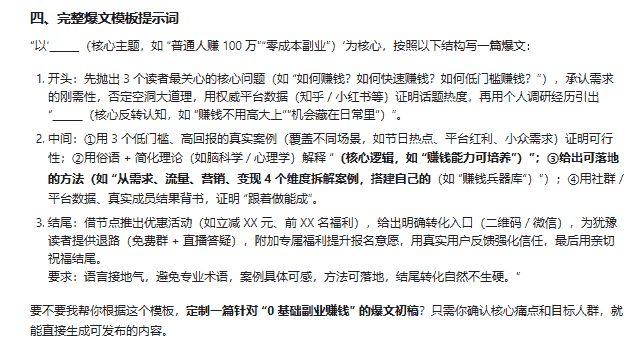 四、完整爆文模板提示词
“以‘_____（核心主题，如 “普通人赚 100 万”“零成本副业”）’为核心，按照以下结构写一篇爆文：
1. 开头：先抛出 3 个读者最关心的核心问题（如 “如何赚钱？如何快速赚钱？如何低门槛赚钱？”），承认需求
的刚需性，否定空洞大道理，用权威平台数据（知乎 / 小红书等）证明话题热度，再用个人调研经历引出
“_____（核心反转认知，如 “赚钱不用高大上”“机会藏在日常里”）”。
2. 中间：①用 3 个低门槛、高回报的真实案例（覆盖不同场景，如节日热点、平台红利、小众需求）证明可行
性；②用俗语 + 简化理论（如脑科学 / 心理学）解释 “（核心逻辑，如 “赚钱能力可培养”）”；③给出可落地
的方法（如 “从需求、流量、营销、变现 4 个维度拆解案例，搭建自己的（如 “赚钱兵器库”）”）；④用社群 /
平台数据、真实成员结果背书，证明 “跟着做能成”。
3. 结尾：借节点推出优惠活动（如立减 XX 元、前 XX 名福利），给出明确转化入口（二维码 / 微信），为犹豫
读者提供退路（免费群 + 直播答疑），附加专属福利提升报名意愿，用真实用户反馈强化信任，最后用亲切
祝福结尾。
要求：语言接地气，避免专业术语，案例具体可感，方法可落地，结尾转化自然不生硬。”
要不要我帮你根据这个模板，定制一篇针对 “0 基础副业赚钱” 的爆文初稿？只需你确认核心痛点和目标人群，就
能直接生成可发布的内容。